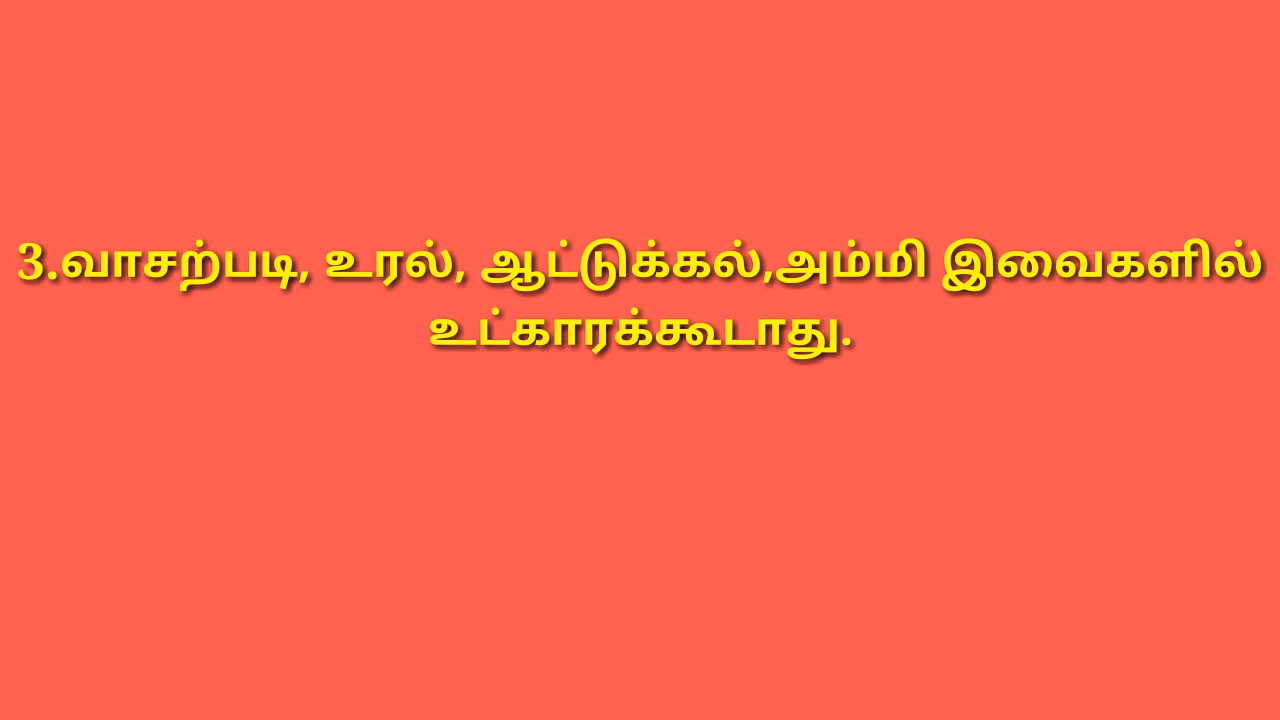 3.வாசற்படி, உரல், ஆட்டுக்கல்,அம்மி இவைகளில்
உட்காரக்கூடாது.